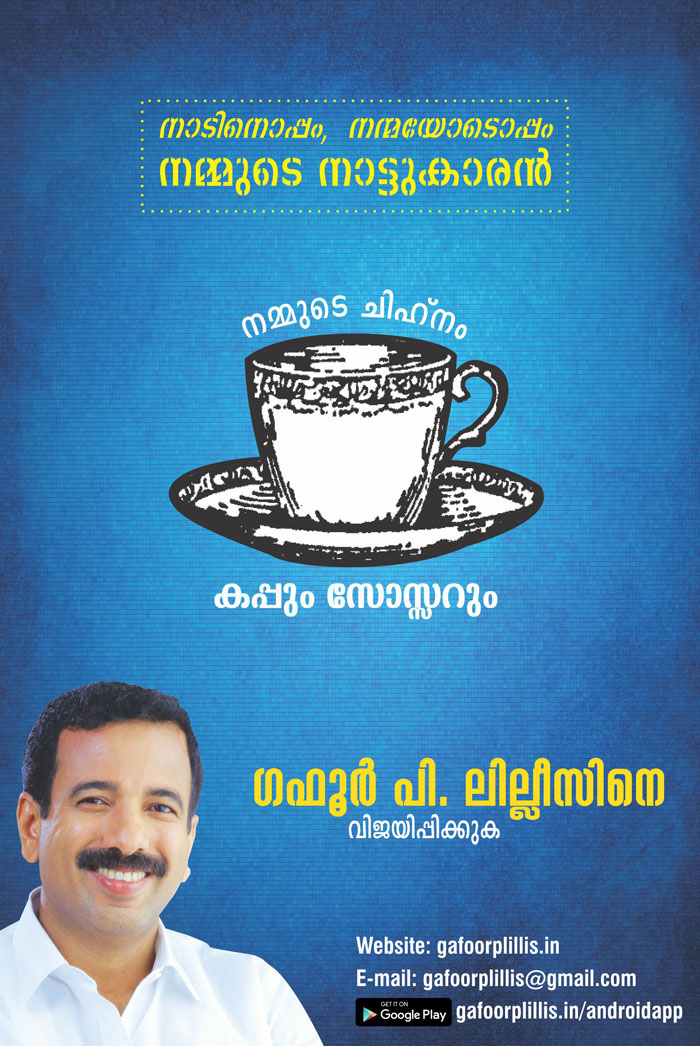 നാടിനൊപ്പം, നന്മയോടൊപ്പം
നമ്മുടെ നാട്ടുകാരൻ
നമ്മുടെ ചിഹ്നം
കപ്പും സോസ്സറും
ഗഫൂർ പി. ലില്ലീസിനെ
വിജയിപ്പിക്കുക
Website: gafoorplillis.in
E-mail: gafoorplillis@gmail.com
GET IT ON
Google Play gafoorplillis.in/androidapp